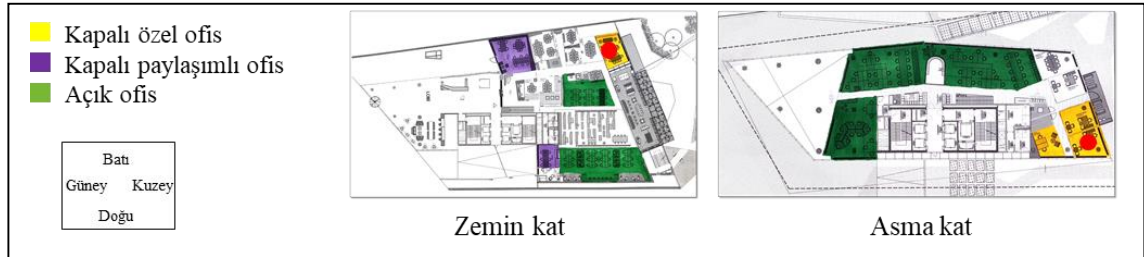 Kapalı özel ofis
Kapalı paylaşımlı ofis
Açık ofis
Batı
Güney Kuzey
Doğu
Zemin kat
Asma kat